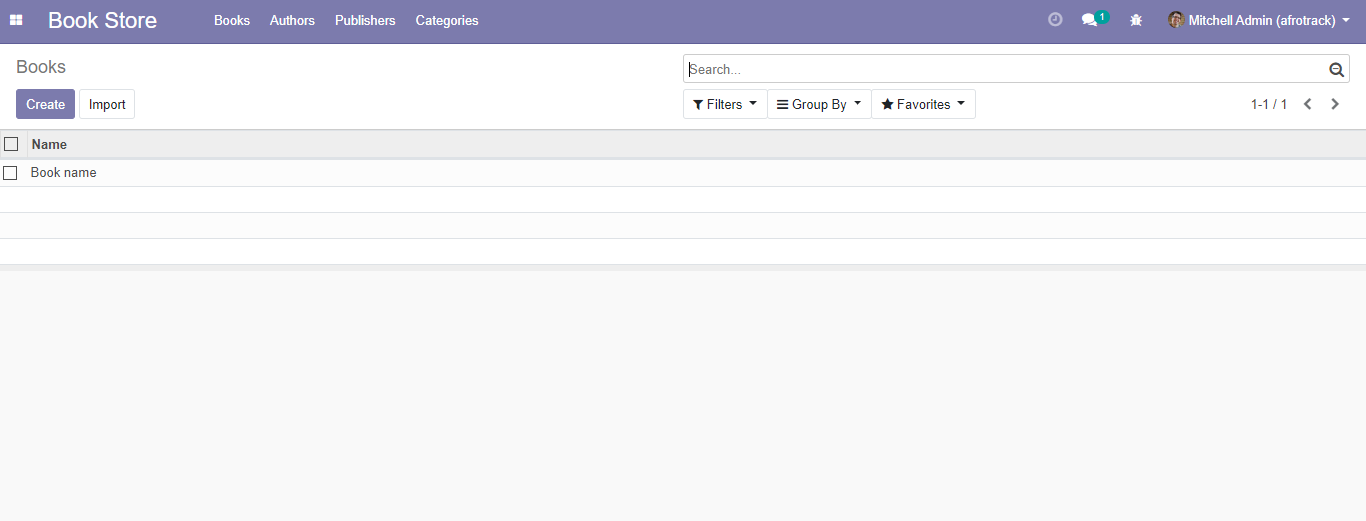 Book Store Books Authors Publishers Categories 1 Mitchell Admin (afrotrack)
Books
Search...
Create Import Filters Group By Favorites 1-1 / 1
Name
Book name